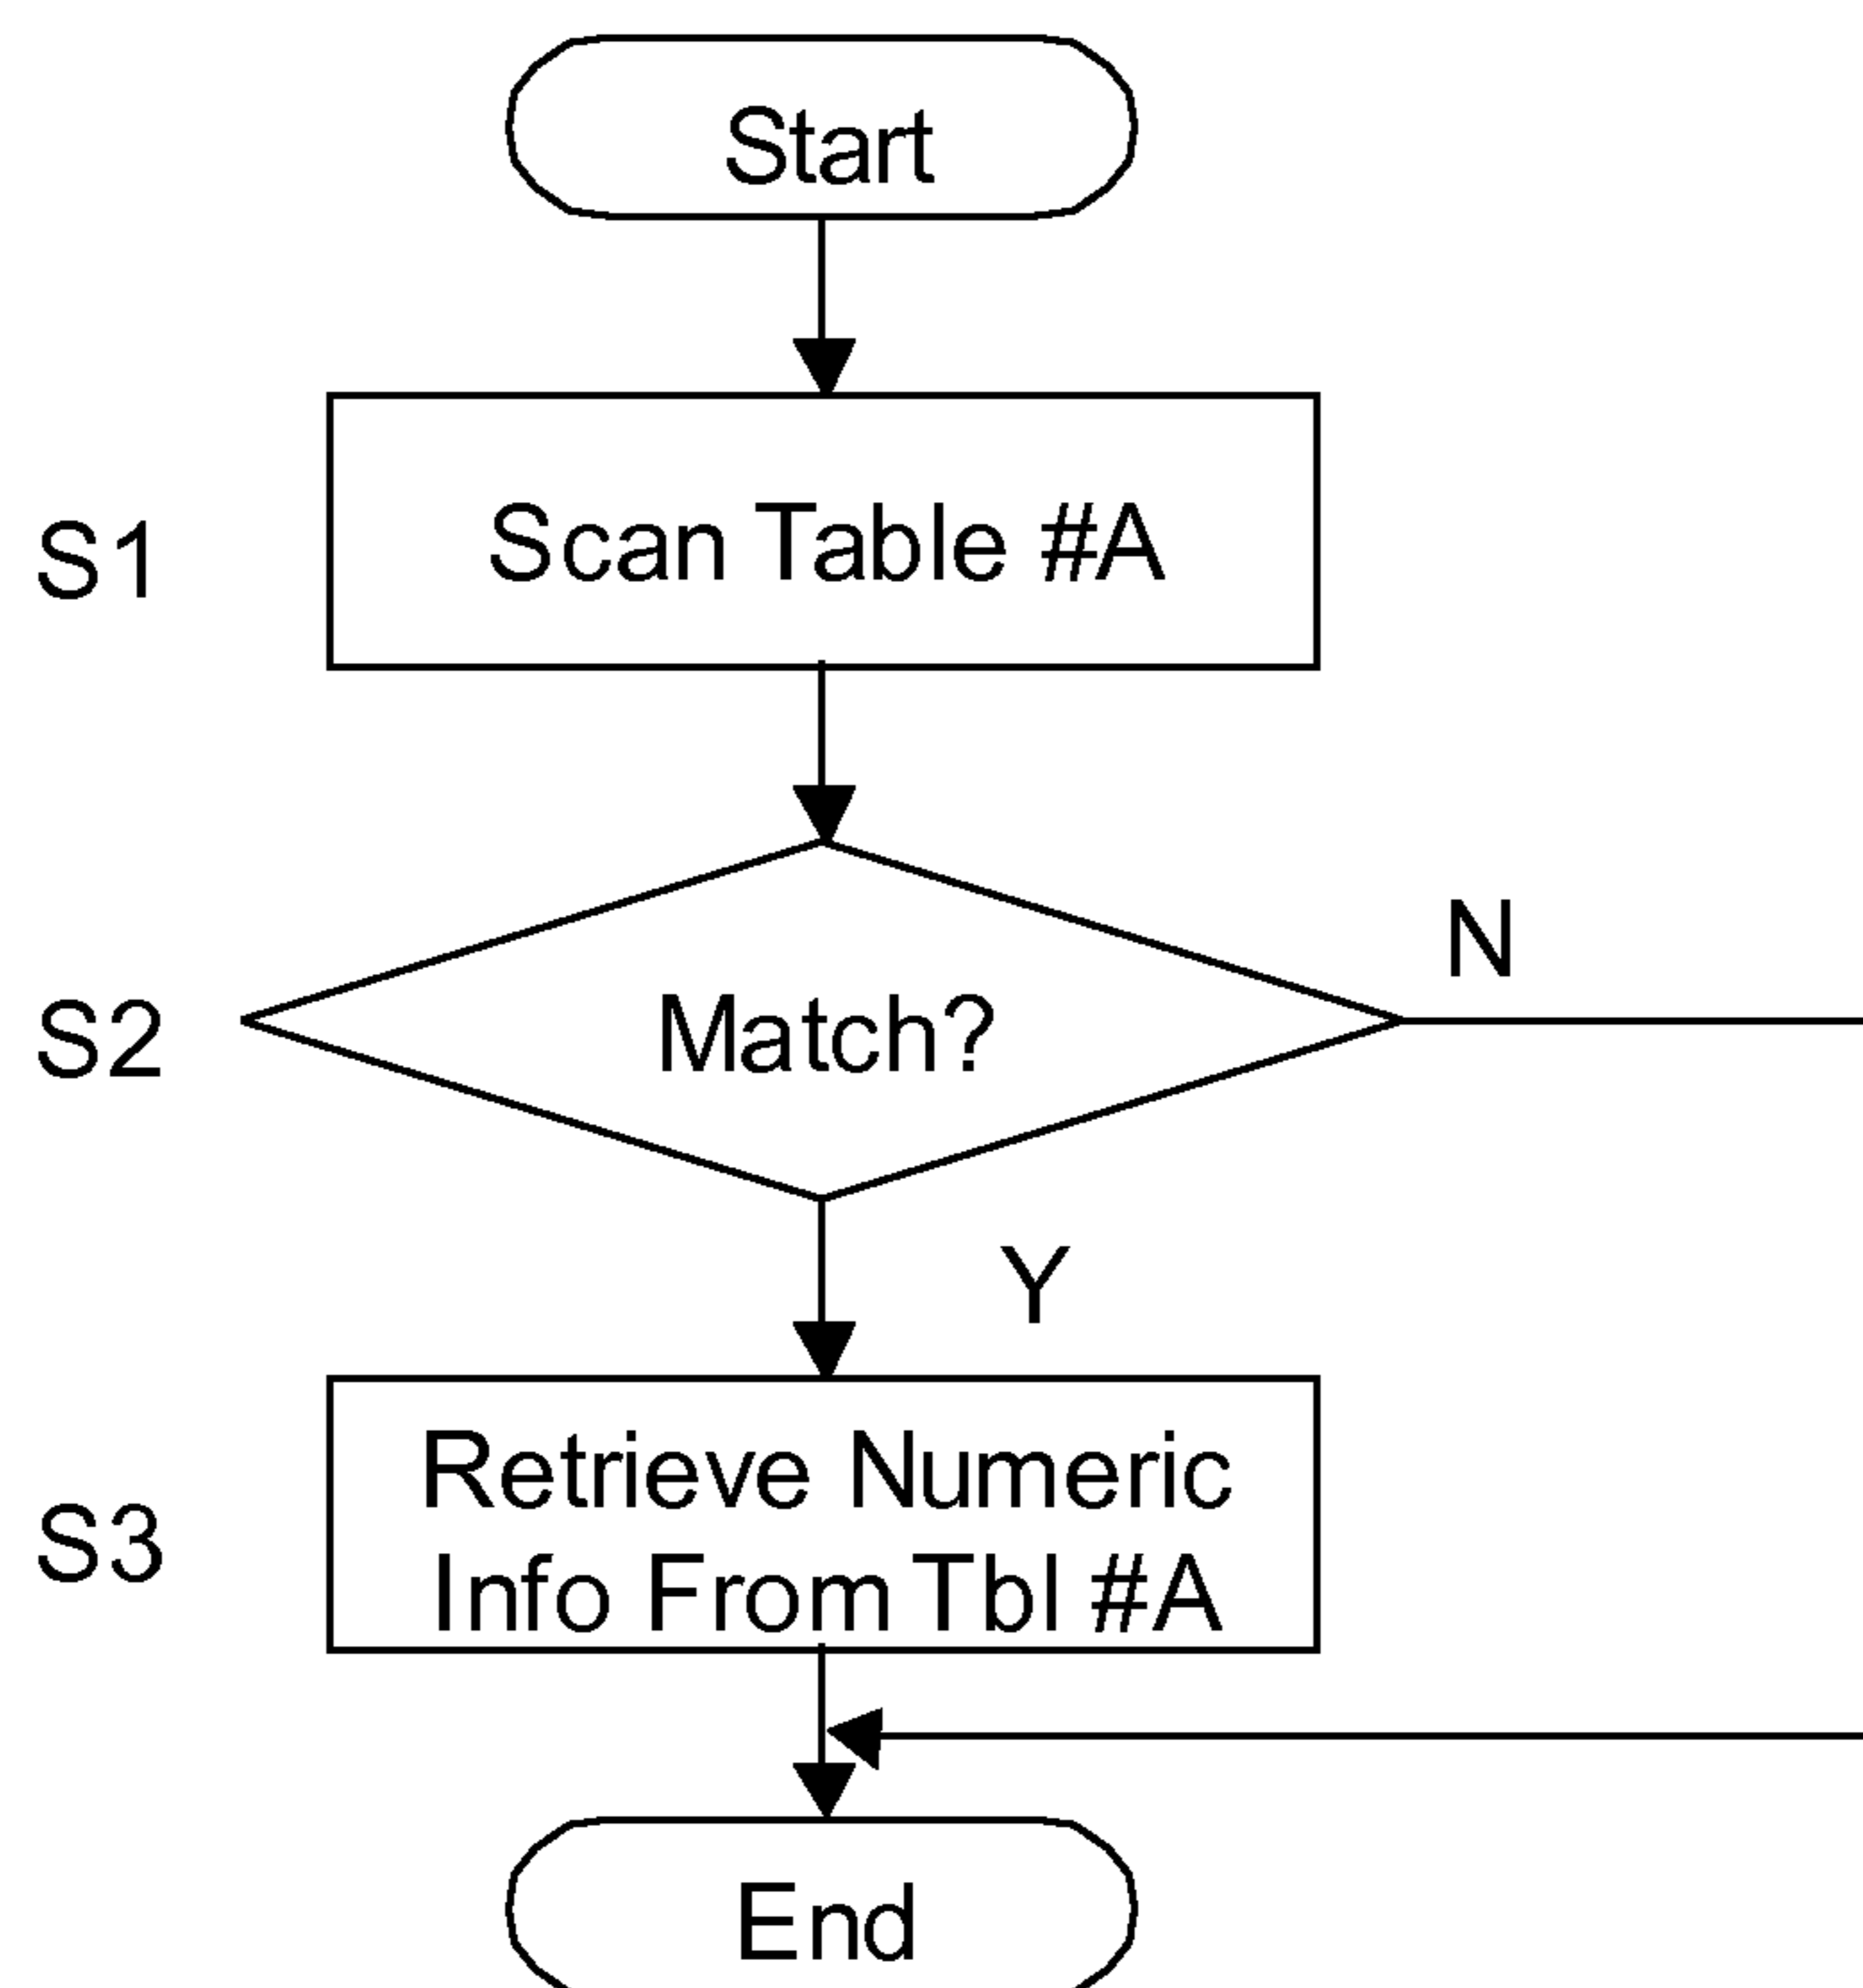 Start
S1
Scan Table #A
N
S2
Match?
Y
S3
Retrieve Numeric
Info From Tbl #A
End